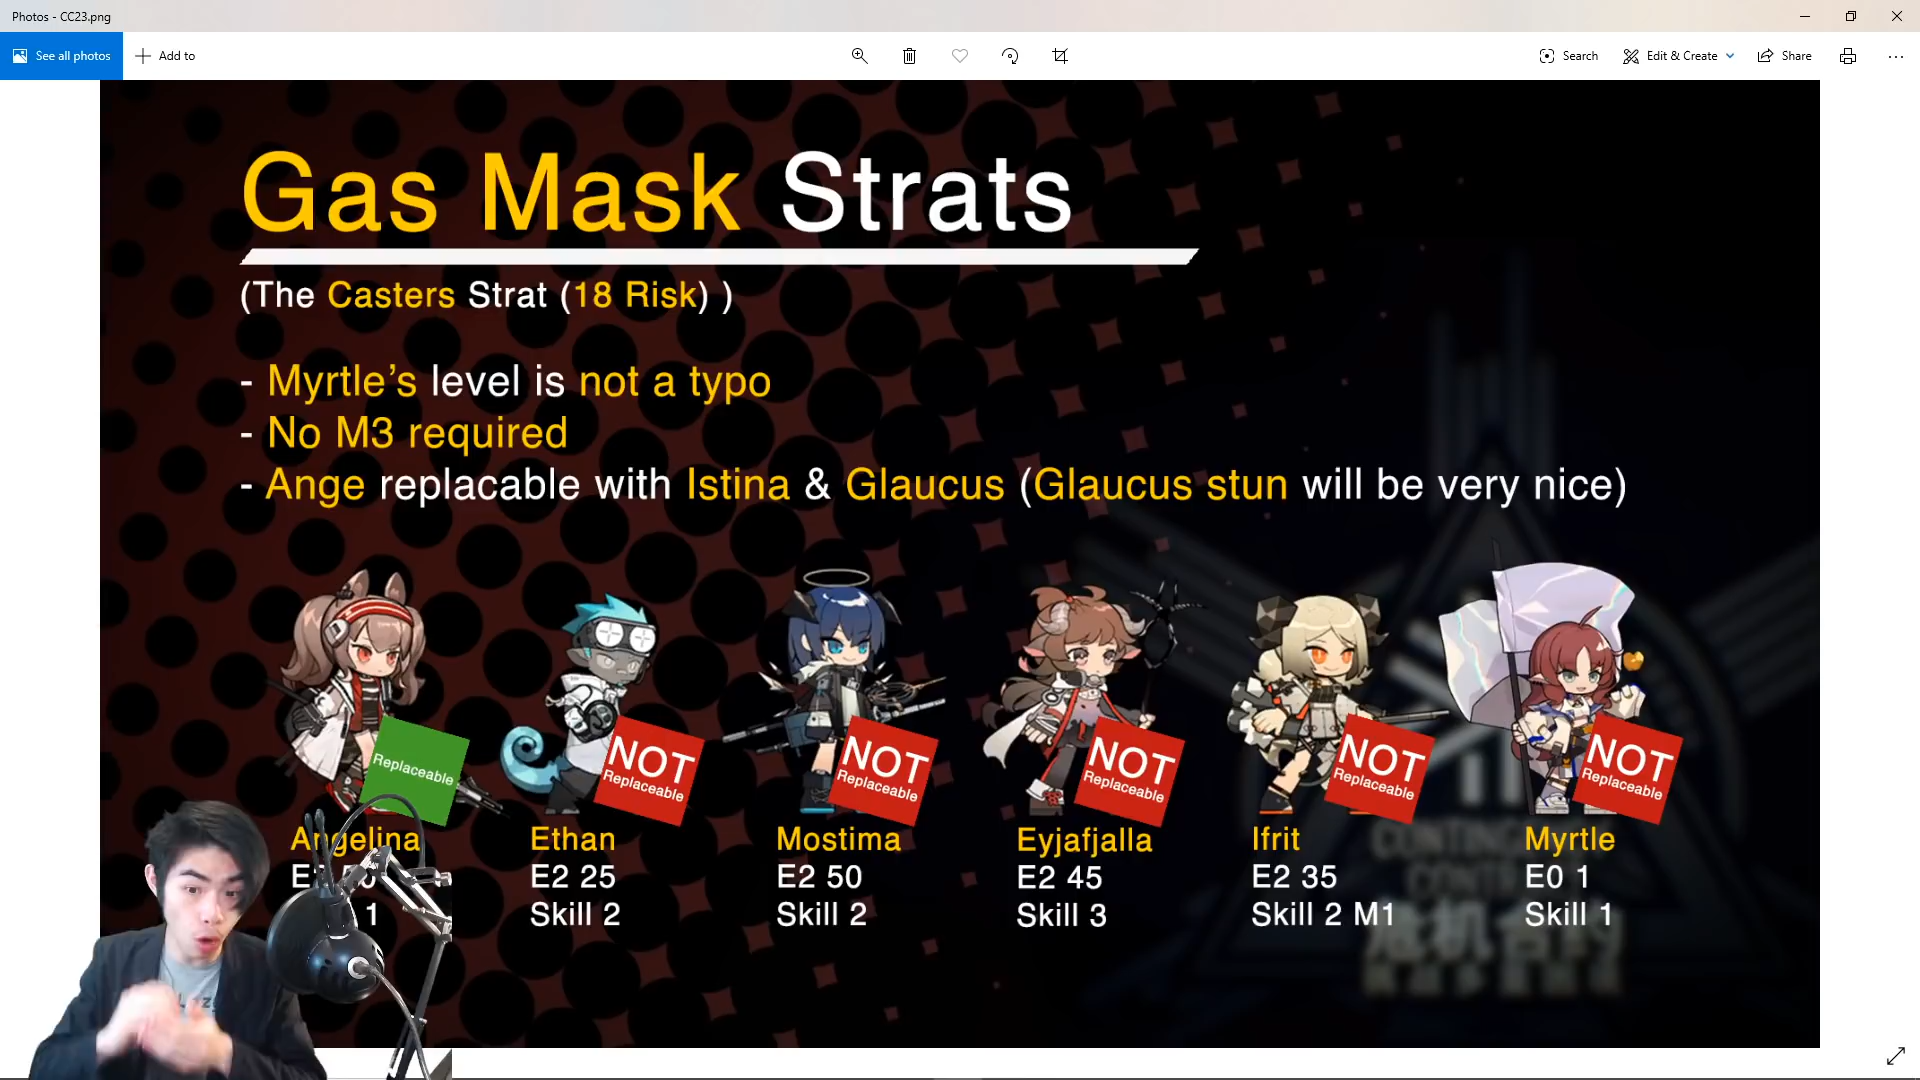 Photos - CC23.png
See all photos
Add to
Search
Edit & Create
Share
Gas Mask Strats
(The Casters Strat (18 Risk) )
- Myrtle's level is not a typo
- No M3 required
- Ange replacable with Istina & Glaucus (Glaucus stun will be very nice)
Replaceable
NOT
Replaceable
NOT
Replaceable
NOT
Replaceable
NOT
Replaceable
NOT
Replaceable
Angelina
1
Ethan
E2 25
Skill 2
Mostima
E2 50
Skill 2
Eyjafjalla
E2 45
Skill 3
Ifrit
E2 35
Skill 2 M1
Myrtle
E0 1
Skill 1